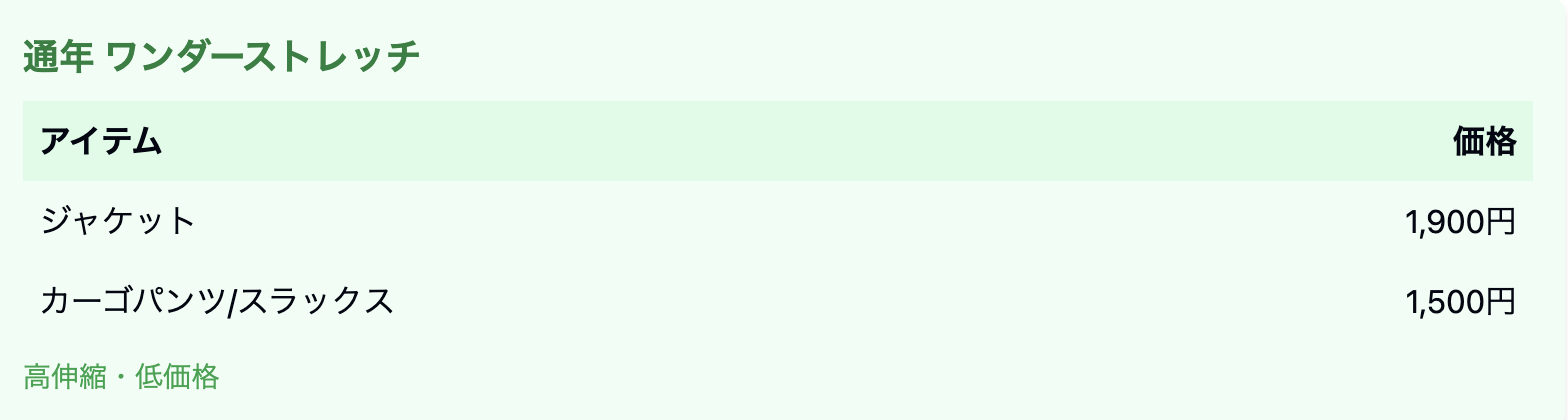 通年 ワンダーストレッチ
アイテム 価格
ジャケット 1,900円
カーゴパンツ/スラックス 1,500円
高伸縮・低価格